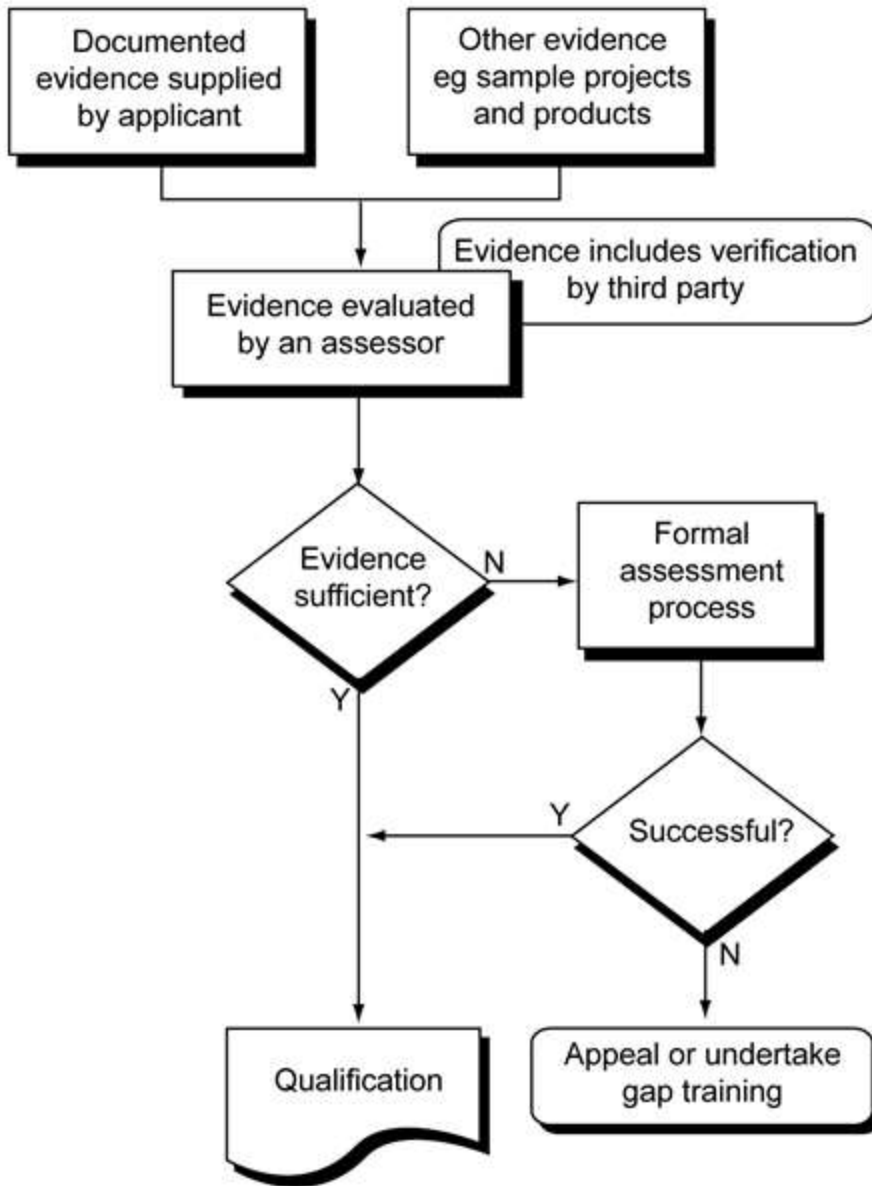 Documented
evidence supplied
by applicant
Other evidence
eg sample projects
and products
Evidence includes verification
by third party
Evidence evaluated
by an assessor
Evidence
sufficient?
N
Formal
assessment
process
Y
Y
Successful?
N
Qualification
Appeal or undertake
gap training